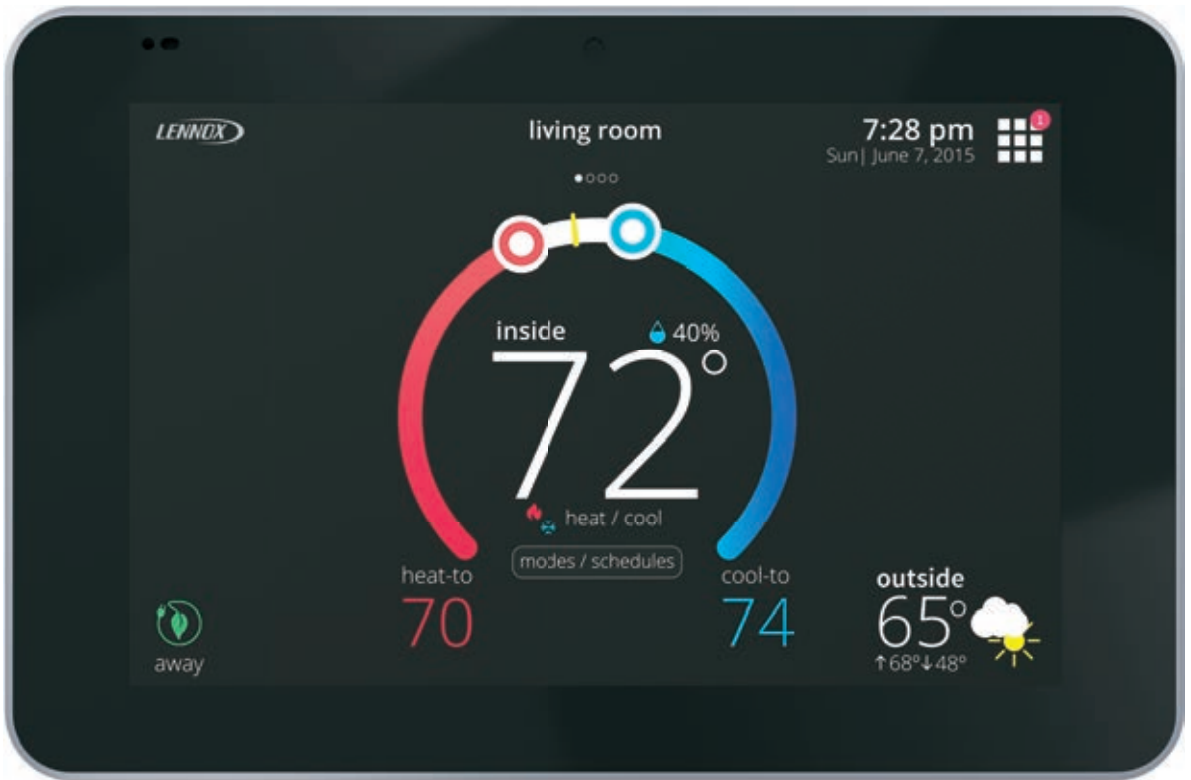 LENNOX
living room
7:28 pm
Sun| June 7, 2015
1
inside
40%
72°
heat / cool
modes / schedules
heat-to
70
cool-to
74
outside
65°
↑68°↓48°
away